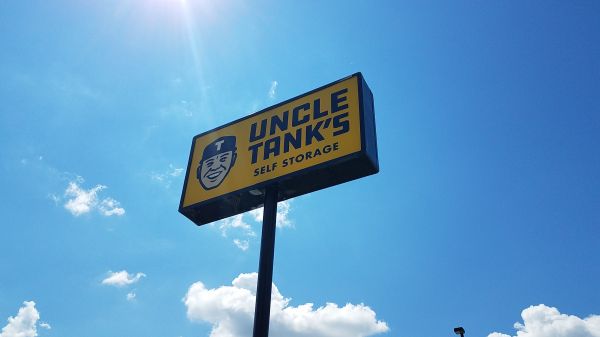 T
UNCLE
TANK'S
SELF STORAGE